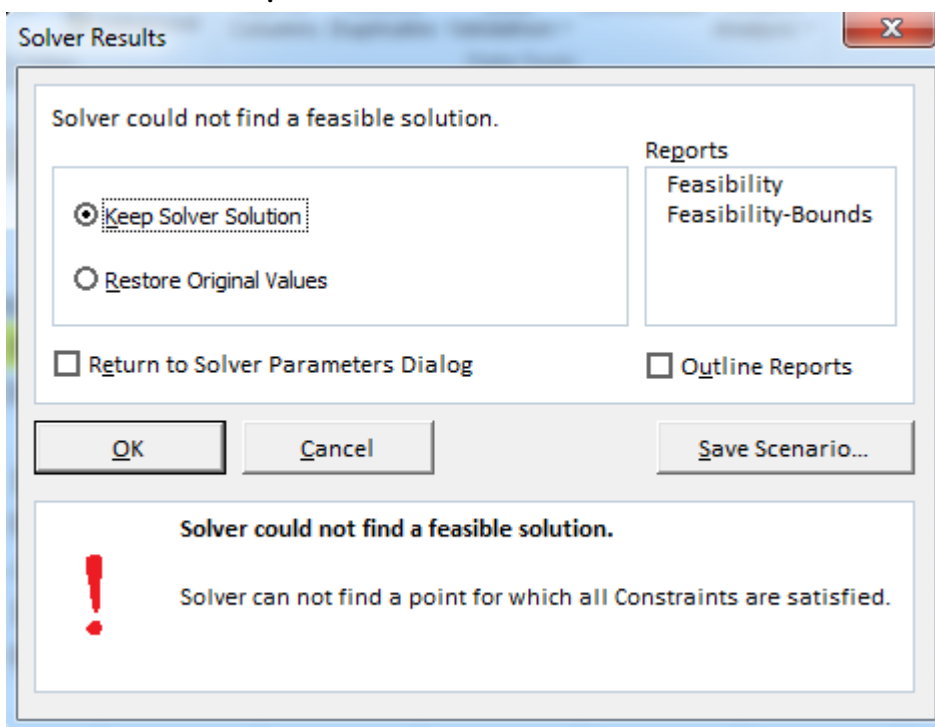 Solver Results
Solver could not find a feasible solution.
Reports
Feasibility
Feasibility-Bounds
Keep Solver Solution
Restore Original Values
Return to Solver Parameters Dialog
Outline Reports
OK
Cancel
Save Scenario...
Solver could not find a feasible solution.
Solver can not find a point for which all Constraints are satisfied.